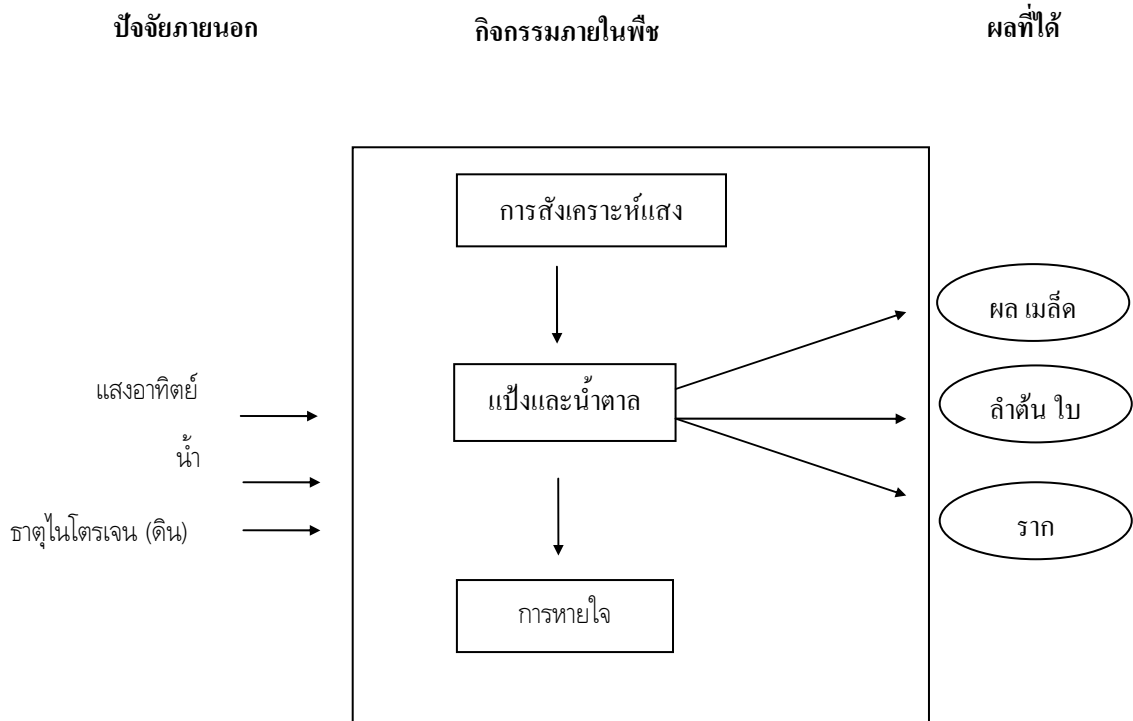 ปัจจัยภายนอก
กิจกรรมภายในพืช
ผลที่ได้
การสังเคราะห์แสง
ผล เมล็ด
แสงอาทิตย์
แป้งและน้ำตาล
ลำต้น ใบ
น้ำ
ธาตุไนโตรเจน (ดิน)
ราก
การหายใจ